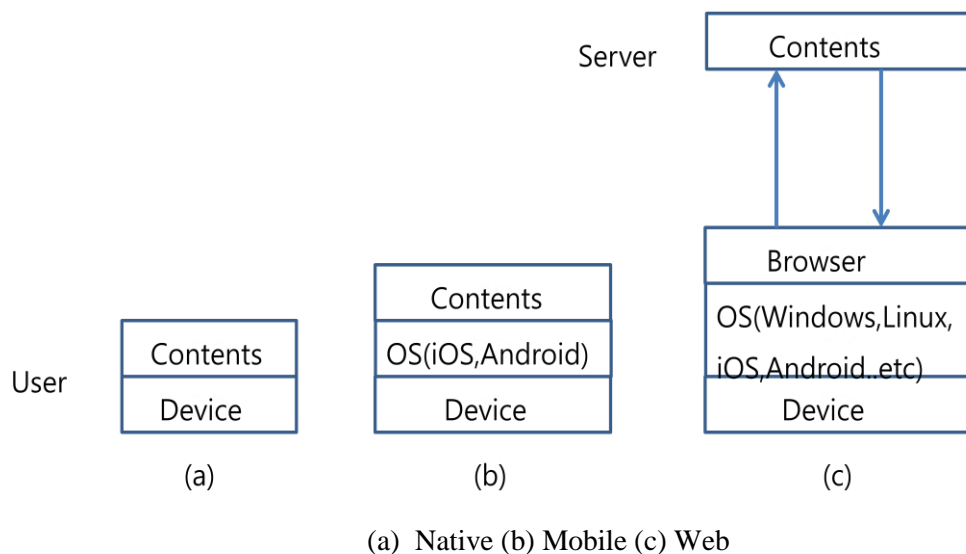 Server
Contents
Browser
OS(Windows,Linux,
iOS,Android..etc)
Device
(c)
Contents
OS(iOS,Android)
Device
(b)
User
Contents
Device
(a)
(a) Native (b) Mobile (c) Web